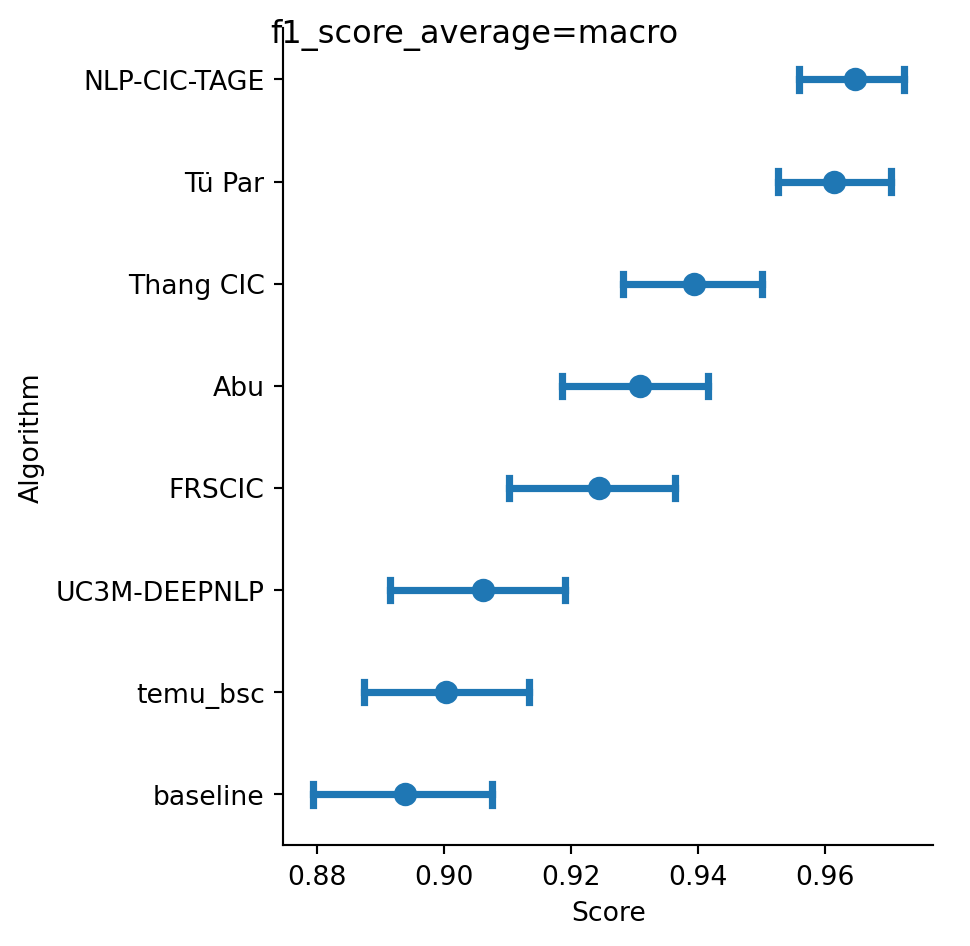 f1_score_average=macro
NLP-CIC-TAGE
Tü Par
Thang CIC
Abu
FRSCIC
UC3M-DEEPNLP
temu_bsc
baseline
Algorithm
0.88 0.90 0.92 0.94 0.96
Score